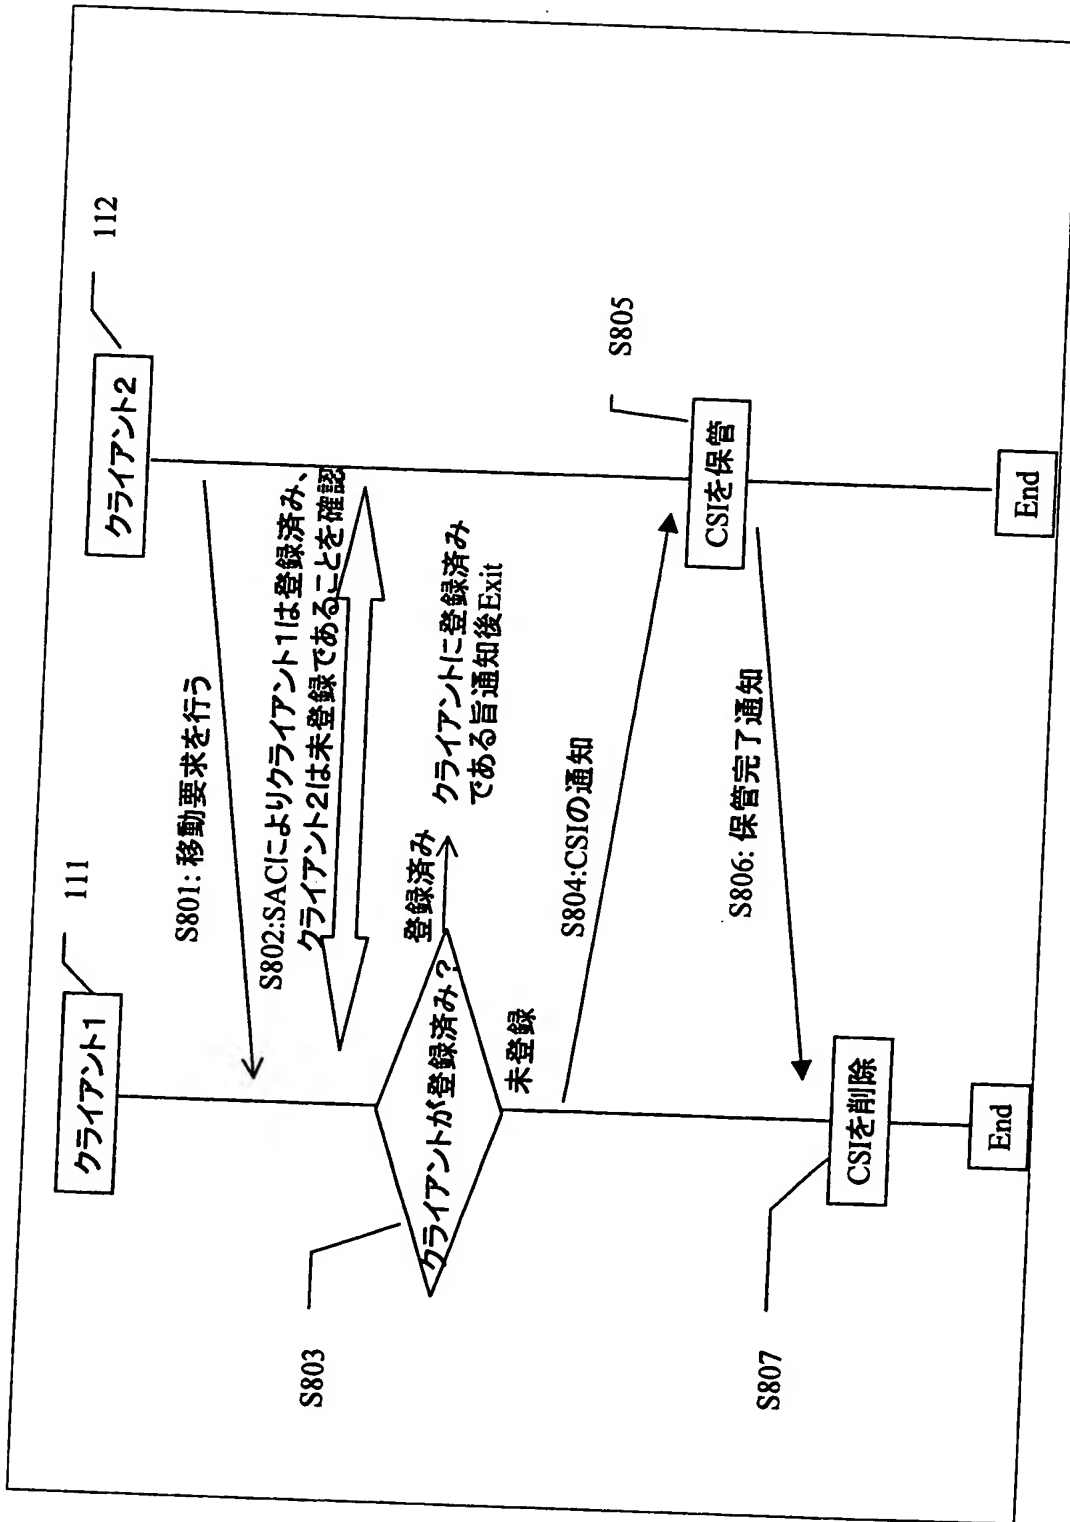 クライアント1
111
クライアント2
112
S801: 移動要求を行う
S802:SACによりクライアント1は登録済み、
クライアント2は未登録であることを確認
S803
クライアントが登録済み?
登録済み
クライアントに登録済み
である旨通知後Exit
未登録
S804:CSIの通知
S805
CSIを保管
S806: 保管完了通知
S807
CSIを削除
End
End